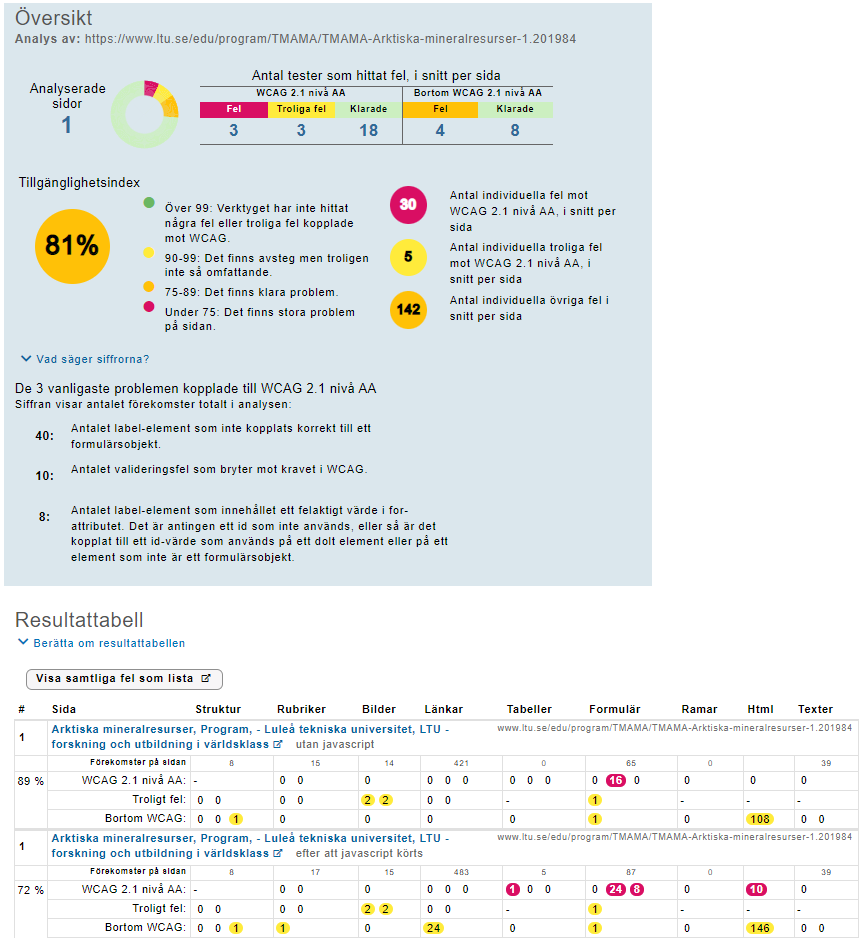 Översikt
Analys av: https://www.ltu.se/edu/program/TMAMA/TMAMA-Arktiska-mineralresurser-1.201984
Analyserade
sidor
1
Antal tester som hittat fel, i snitt per sida
WCAG 2.1 nivå AA Bortom WCAG 2.1 nivå AA
Fel Troliga fel Klarade Fel Klarade
3 3 18 4 8
Tillgänglighetsindex
81%
Över 99: Verktyget har inte hittat
några fel eller troliga fel kopplade
mot WCAG.
90-99: Det finns avsteg men troligen
inte så omfattande.
75-89: Det finns klara problem.
Under 75: Det finns stora problem
på sidan.
30
Antal individuella fel mot
WCAG 2.1 nivå AA, i snitt per
sida
5
Antal individuella troliga fel
mot WCAG 2.1 nivå AA, i
snitt per sida
142
Antal individuella övriga fel i
snitt per sida
Vad säger siffrorna?
De 3 vanligaste problemen kopplade till WCAG 2.1 nivå AA
Siffran visar antalet förekomster totalt i analysen:
40: Antalet label-element som inte kopplats korrekt till ett
formulärsobjekt.
10: Antalet valideringsfel som bryter mot kravet i WCAG.
8: Antalet label-element som innehållet ett felaktigt värde i for-
attributet. Det är antingen ett id som inte används, eller så är det
kopplat till ett id-värde som används på ett dolt element eller på ett
element som inte är ett formulärsobjekt.
Resultattabell
Berätta om resultattabellen
Visa samtliga fel som lista
# Sida Struktur Rubriker Bilder Länkar Tabeller Formulär Ramar Html Texter
1 Arktiska mineralresurser, Program, - Luleå tekniska universitet, LTU - www.ltu.se/edu/program/TMAMA/TMAMA-Arktiska-mineralresurser-1.201984
forskning och utbildning i världsklass utan javascript
Förekomster på sidan 8 15 14 421 0 65 0 39
89 % WCAG 2.1 nivå AA: - 0 0 0 0 0 0 0 0 0 0 16 0 0 0 0
Troligt fel: 0 0 0 0 2 2 0 0 - 1 - - -
Bortom WCAG: 0 0 1 0 0 0 0 1 0 108 0 0
1 Arktiska mineralresurser, Program, - Luleå tekniska universitet, LTU - www.ltu.se/edu/program/TMAMA/TMAMA-Arktiska-mineralresurser-1.201984
forskning och utbildning i världsklass efter att javascript körts
Förekomster på sidan 8 17 15 483 5 87 0 39
72 % WCAG 2.1 nivå AA: - 0 0 0 0 0 0 1 0 0 0 24 8 0 10 0
Troligt fel: 0 0 0 0 2 2 0 0 - 1 - - -
Bortom WCAG: 0 0 1 1 0 24 0 1 0 146 0 0